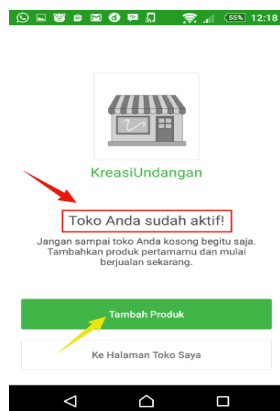 55% 12:18
KreasiUndangan
Toko Anda sudah aktif!
Jangan sampai toko Anda kosong begitu saja.
Tambahkan produk pertamamu dan mulai
berjualan sekarang.
Tambah Produk
Ke Halaman Toko Saya